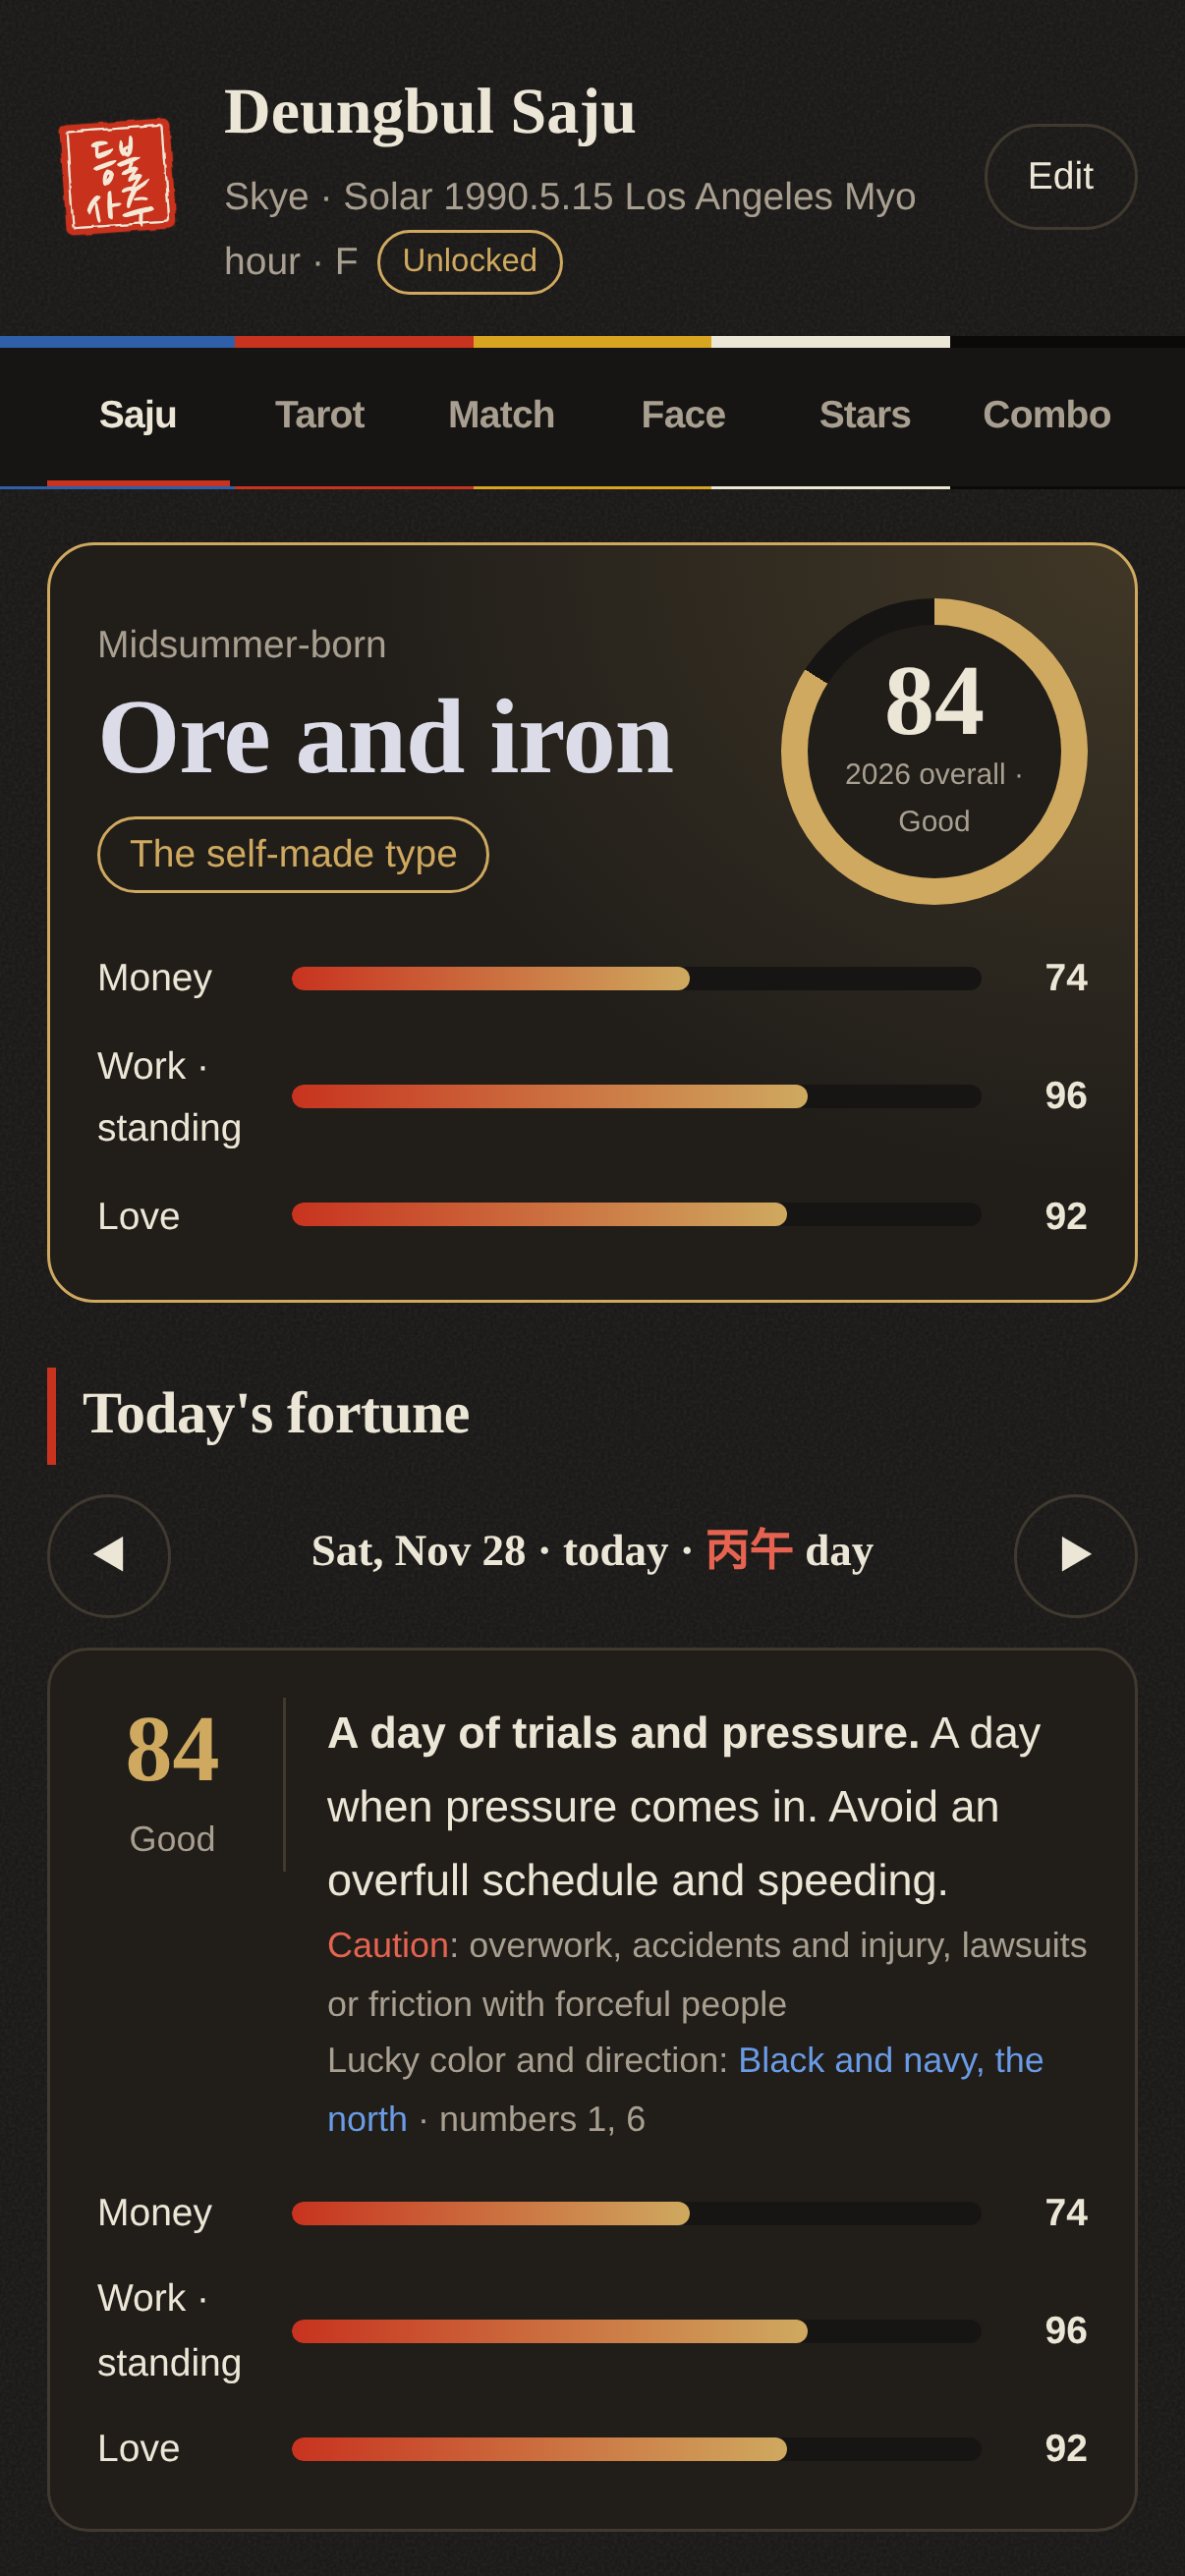 등불
사주
Deungbul Saju
Skye · Solar 1990.5.15 Los Angeles Myo
hour · F Unlocked
Edit
Saju Tarot Match Face Stars Combo
Midsummer-born
Ore and iron
The self-made type
84
2026 overall ·
Good
Money 74
Work ·
standing 96
Love 92
Today's fortune
◀ Sat, Nov 28 · today · 丙午 day ▶
84
Good
A day of trials and pressure. A day
when pressure comes in. Avoid an
overfull schedule and speeding.
Caution: overwork, accidents and injury, lawsuits
or friction with forceful people
Lucky color and direction: Black and navy, the
north · numbers 1, 6
Money 74
Work ·
standing 96
Love 92